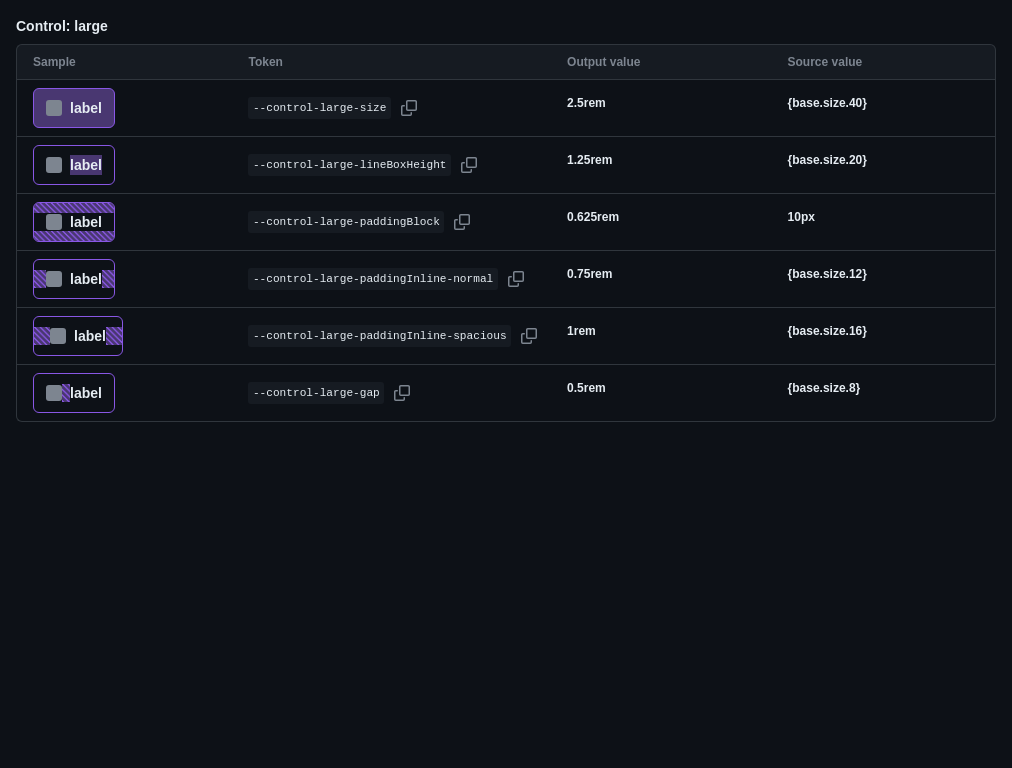 Control: large
Sample Token Output value Source value
label --control-large-size 2.5rem {base.size.40}
label --control-large-lineBoxHeight 1.25rem {base.size.20}
label --control-large-paddingBlock 0.625rem 10px
label --control-large-paddingInline-normal 0.75rem {base.size.12}
label --control-large-paddingInline-spacious 1rem {base.size.16}
label --control-large-gap 0.5rem {base.size.8}